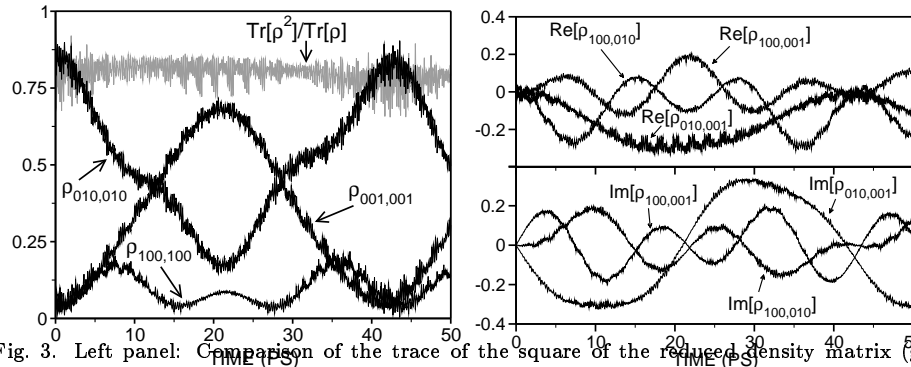 1
0.75
0.5
0.25
0
Tr[ρ²]/Tr[ρ]
ρ010,010
ρ001,001
ρ100,100
0 10 20 30 40 50
TIME (PS)
0.4
0.2
0
-0.2
Re[ρ100,010]
Re[ρ100,001]
Re[ρ010,001]
0.2
0
-0.2
-0.4
Im[ρ100,001]
Im[ρ010,001]
Im[ρ100,010]
0 10 20 30 40 50
TIME (PS)
Fig. 3. Left panel: Comparison of the trace of the square of the reduced density matrix (